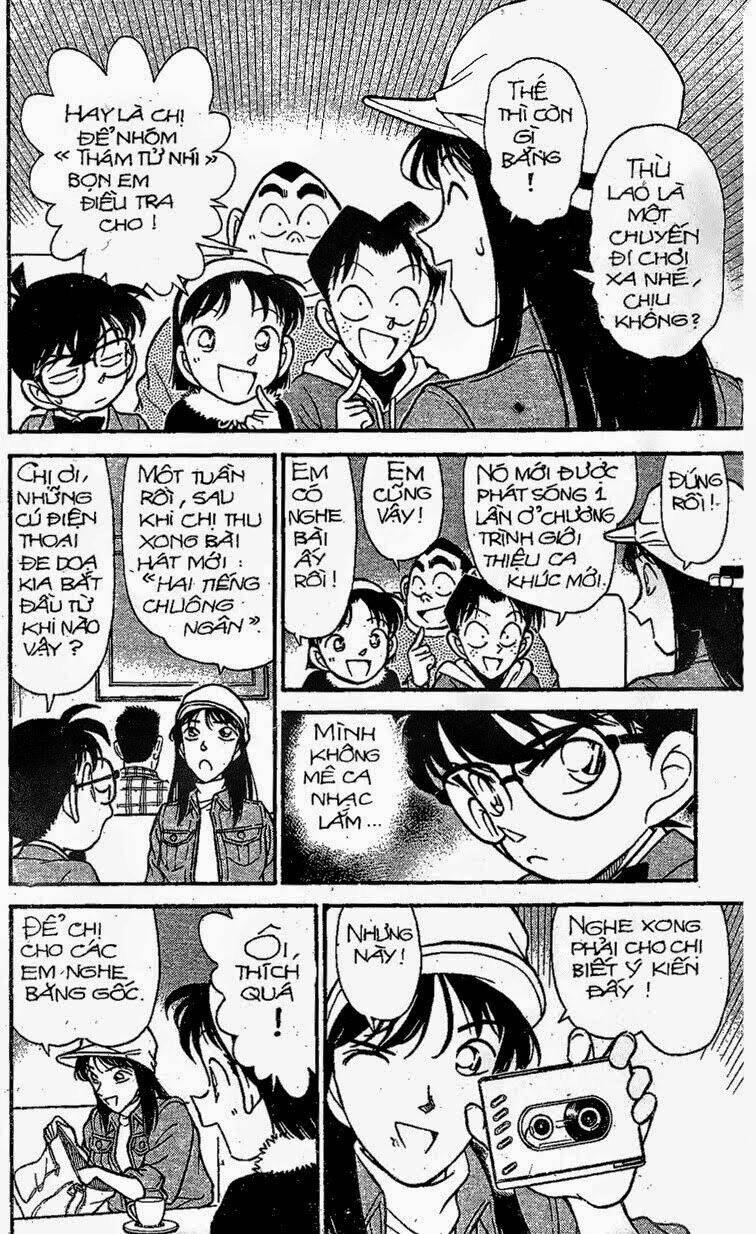 HAY LÀ CHỊ
ĐỂ NHÓM
« THÁM TỬ NHÍ »
BỌN EM
ĐIỀU TRA
CHO !
THẾ
THÌ CÒN
GÌ
BẰNG
!
THÙ
LAO LÀ
MỘT
CHUYẾN
ĐI CHƠI
XA NHÉ,
CHỊU
KHÔNG?
CHỊ ƠI,
NHỮNG
CÚ ĐIỆN
THOẠI
ĐE DOẠ
KIA BẮT
ĐẦU TỪ
KHI NÀO
VẬY ?
MỘT TUẦN
RỒI, SAU
KHI CHỊ THU
XONG BÀI
HÁT MỚI :
"HAI TIẾNG
CHUÔNG
NGÂN".
EM
CÓ
NGHE
BÀI
ẤY
RỒI !
EM
CŨNG
VẬY!
NÓ MỚI ĐƯỢC
PHÁT SÓNG 1
LẦN Ở CHƯƠNG
TRÌNH GIỚI
THIỆU CA
KHÚC MỚI.
ĐÚNG
RỒI !
MÌNH
KHÔNG
MÊ CA
NHẠC
LẮM ...
ĐỂ CHỊ
CHO CÁC
EM NGHE
BĂNG GỐC.
ÔI,
THÍCH
QUÁ
!
NHƯNG
NÀY!
NGHE XONG
PHẢI CHO CHỊ
BIẾT Ý KIẾN
ĐẤY !